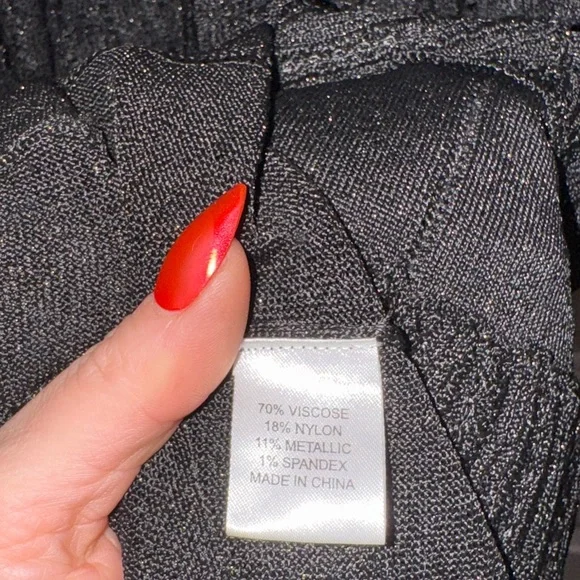 70% VISCOSE
18% NYLON
11% METALLIC
1% SPANDEX
MADE IN CHINA